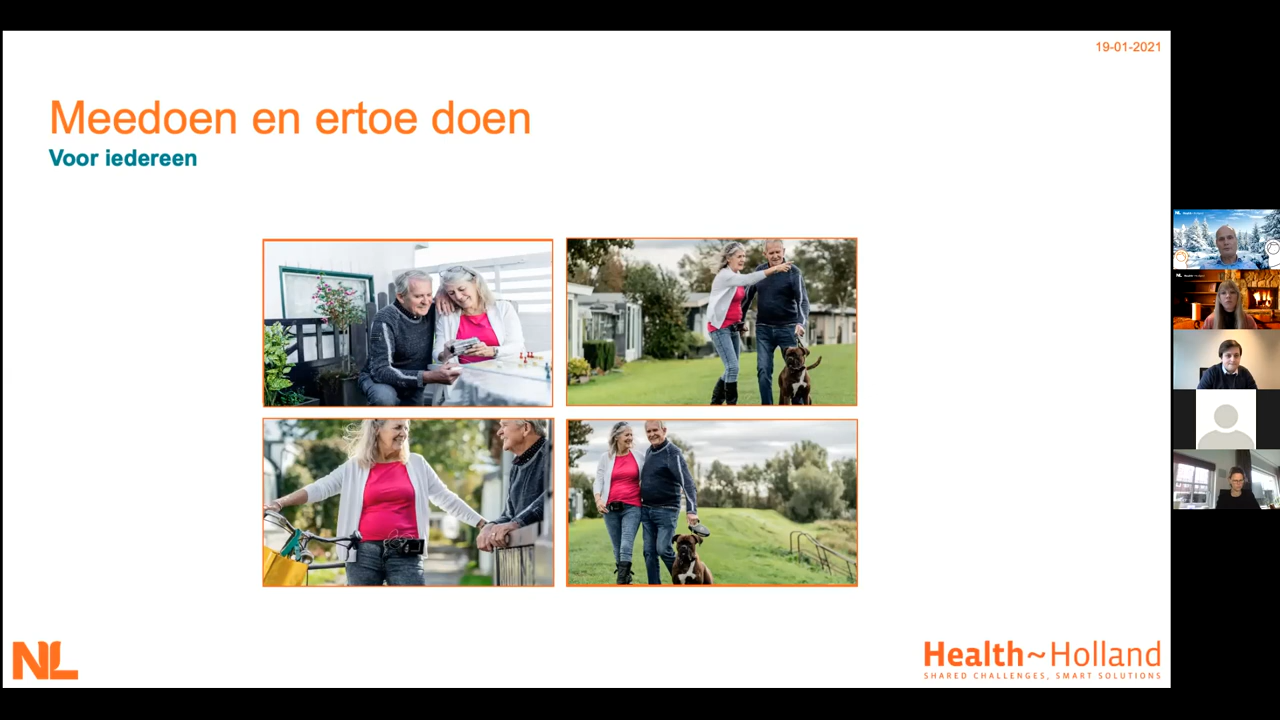 19-01-2021
Meedoen en ertoe doen
Voor iedereen
NL
Health~Holland
SHARED CHALLENGES, SMART SOLUTIONS